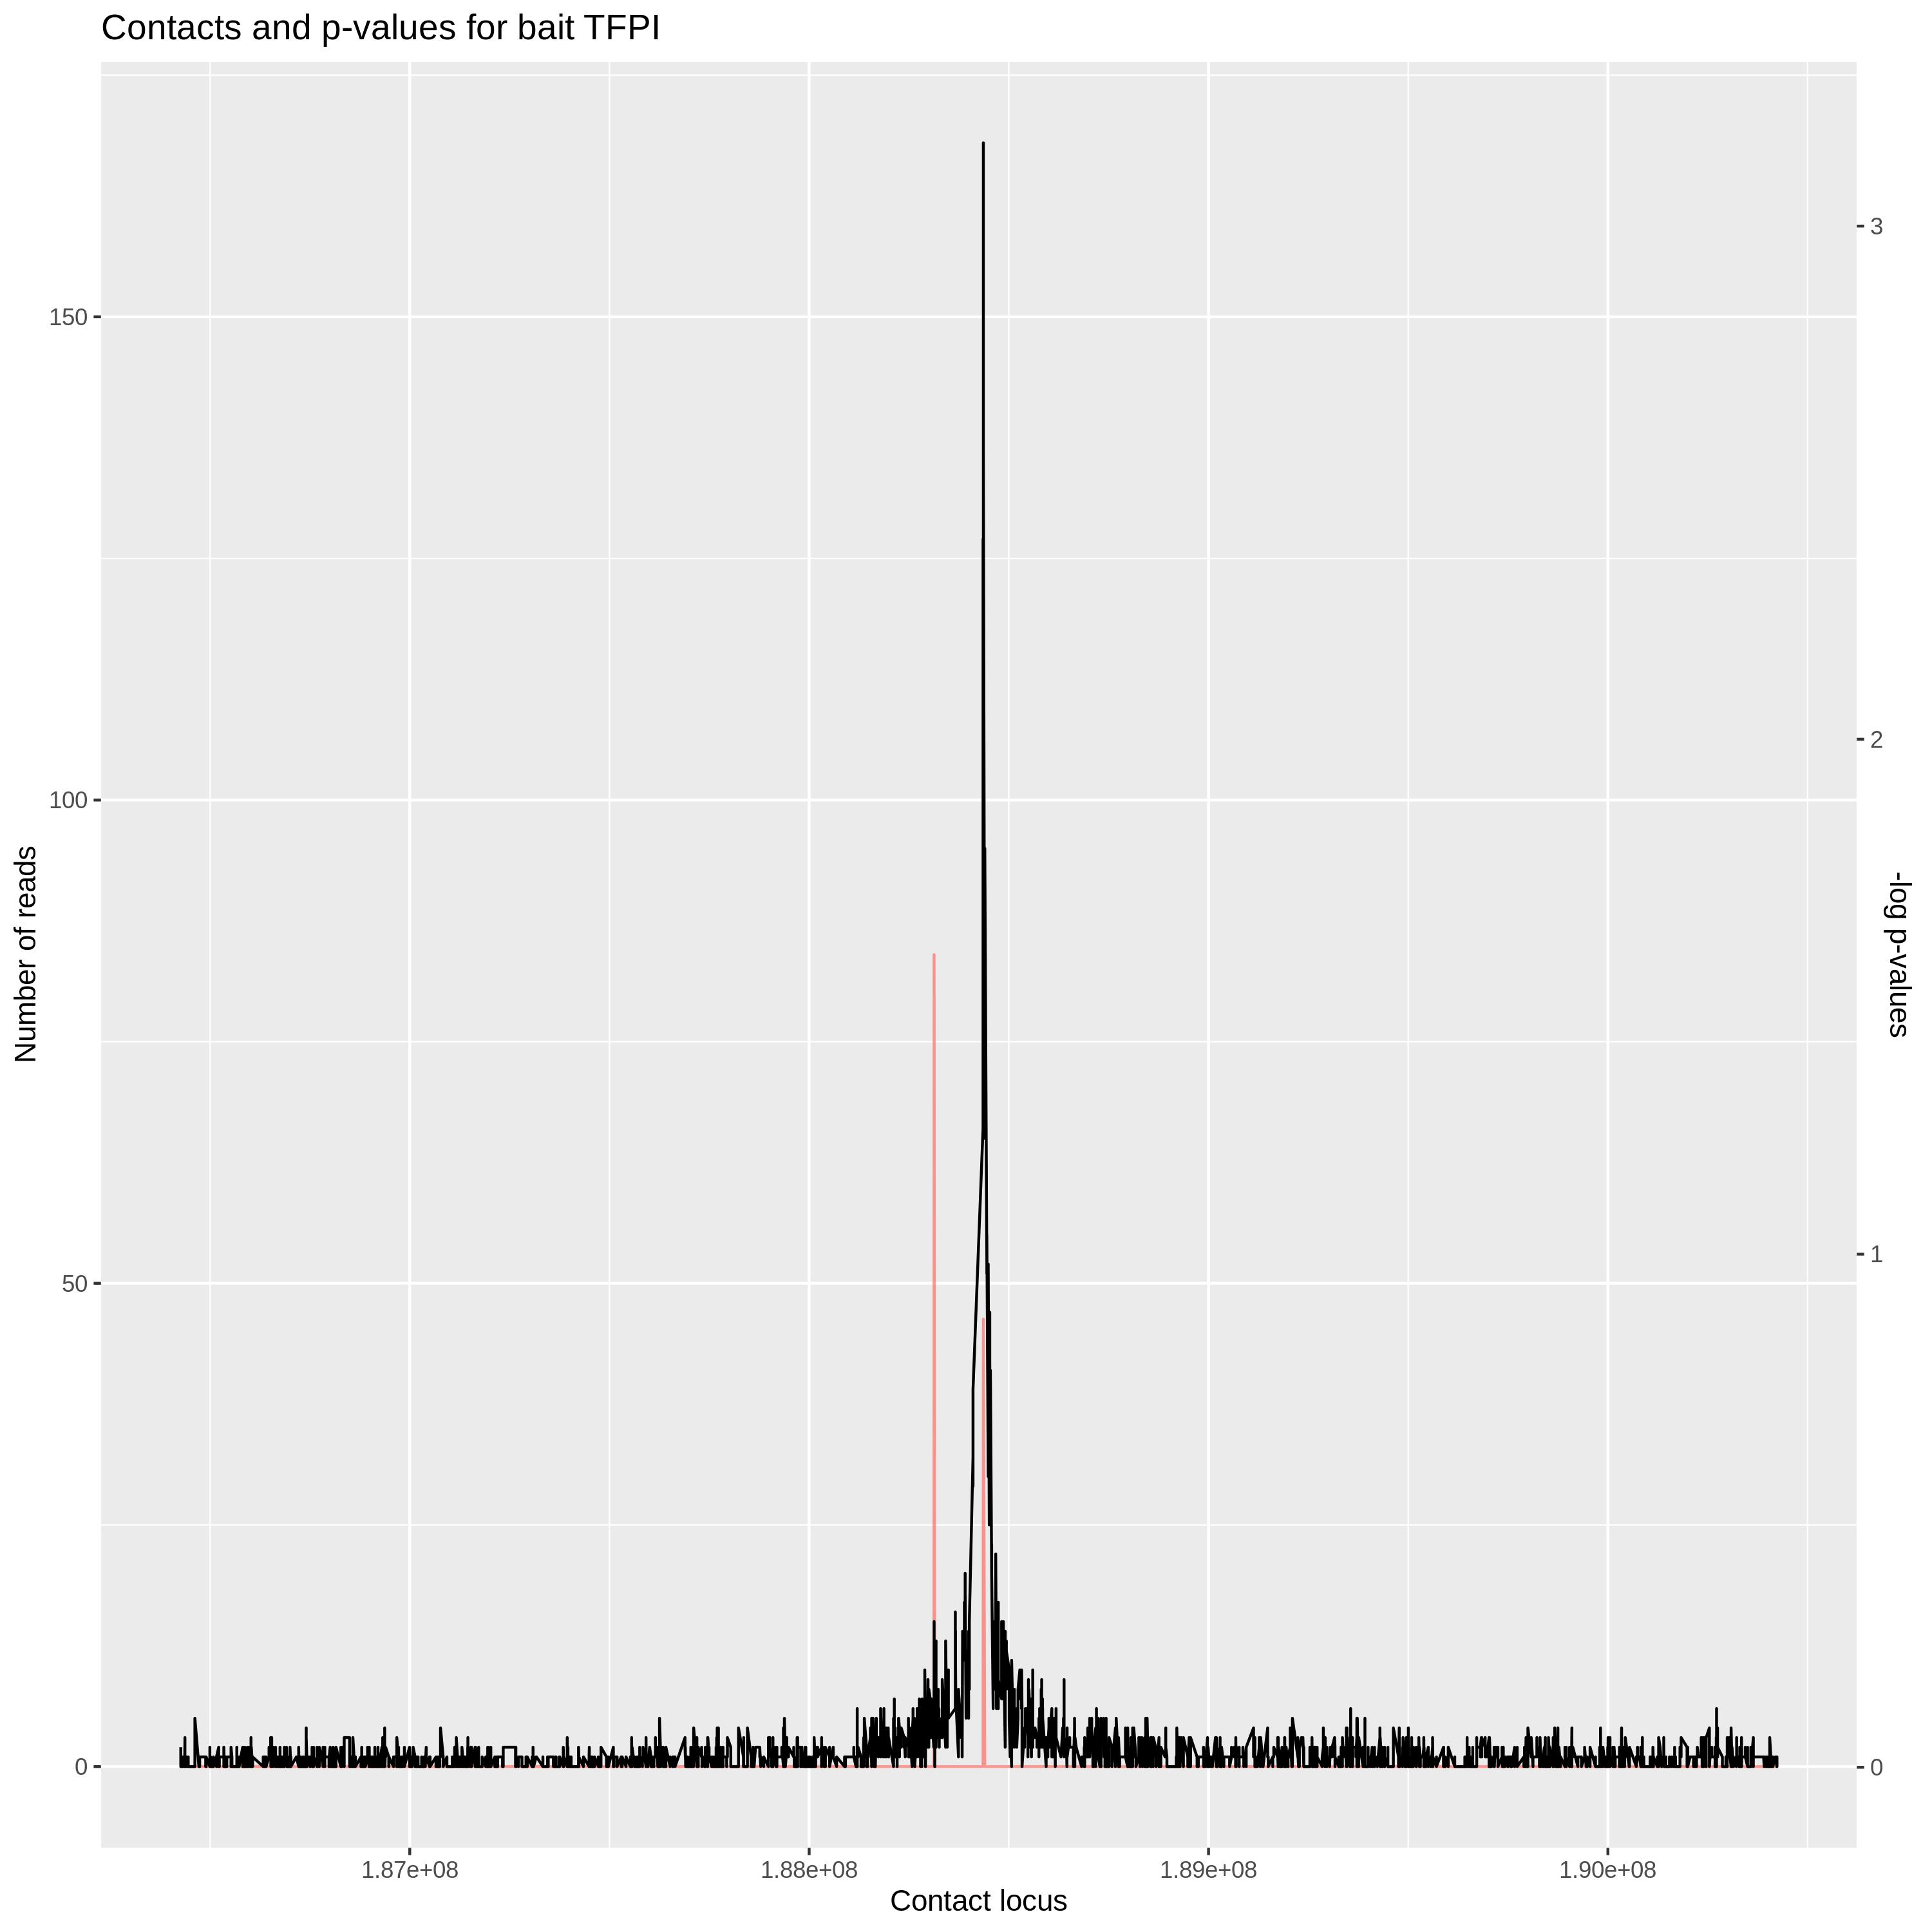 Contacts and p-values for bait TFPI
Number of reads
150
100
50
0
3
2
1
0
-log p-values
1.87e+08
1.88e+08
1.89e+08
1.90e+08
Contact locus